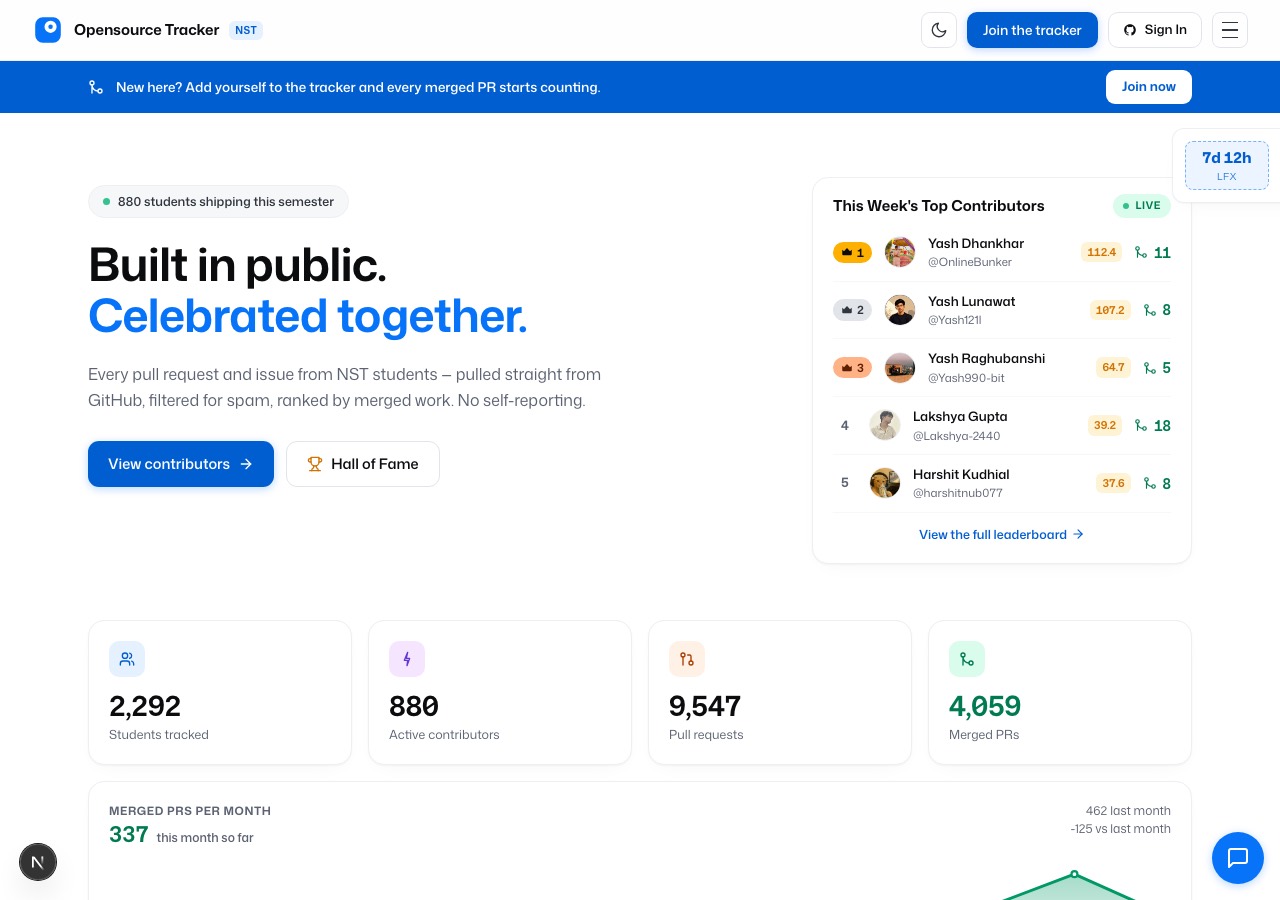 Opensource Tracker NST
Join the tracker
Sign In
New here? Add yourself to the tracker and every merged PR starts counting.
Join now
7d 12h
LFX
880 students shipping this semester
Built in public.
Celebrated together.
Every pull request and issue from NST students — pulled straight from
GitHub, filtered for spam, ranked by merged work. No self-reporting.
View contributors
Hall of Fame
This Week's Top Contributors
LIVE
1 Yash Dhankhar 112.4 11
@OnlineBunker
2 Yash Lunawat 107.2 8
@Yash121l
3 Yash Raghubanshi 64.7 5
@Yash990-bit
4 Lakshya Gupta 39.2 18
@Lakshya-2440
5 Harshit Kudhial 37.6 8
@harshitnub077
View the full leaderboard
2,292
Students tracked
880
Active contributors
9,547
Pull requests
4,059
Merged PRs
MERGED PRS PER MONTH
337 this month so far
462 last month
-125 vs last month
N